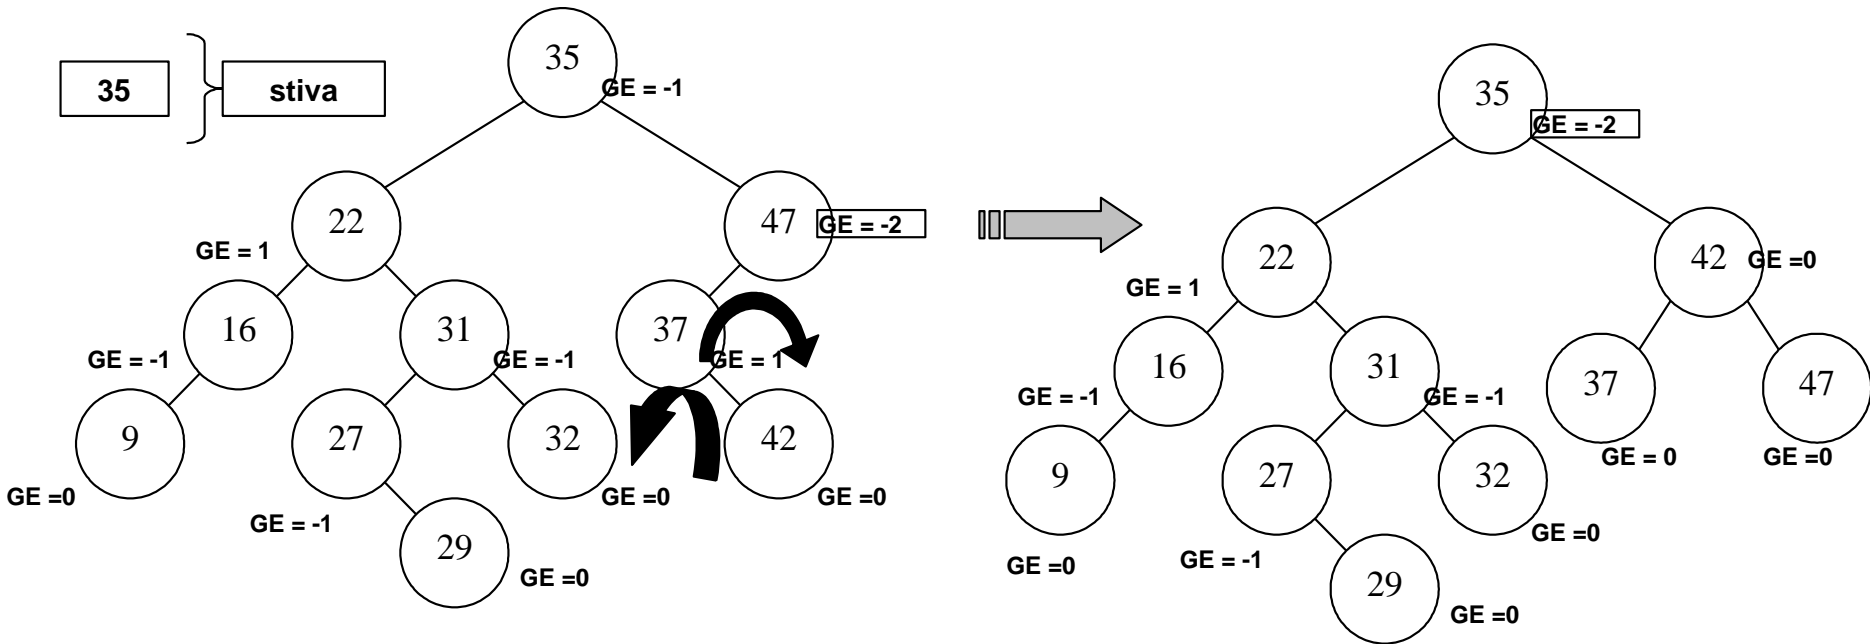 35
stiva
35
GE = -1
22
GE = 1
47
GE = -2
16
GE = -1
31
GE = -1
37
GE = 1
9
GE =0
27
GE = -1
32
GE =0
42
GE =0
29
GE =0
35
GE = -2
22
GE = 1
42
GE =0
16
GE = -1
31
GE = -1
37
GE = 0
47
GE =0
9
GE =0
27
GE = -1
32
GE =0
29
GE =0